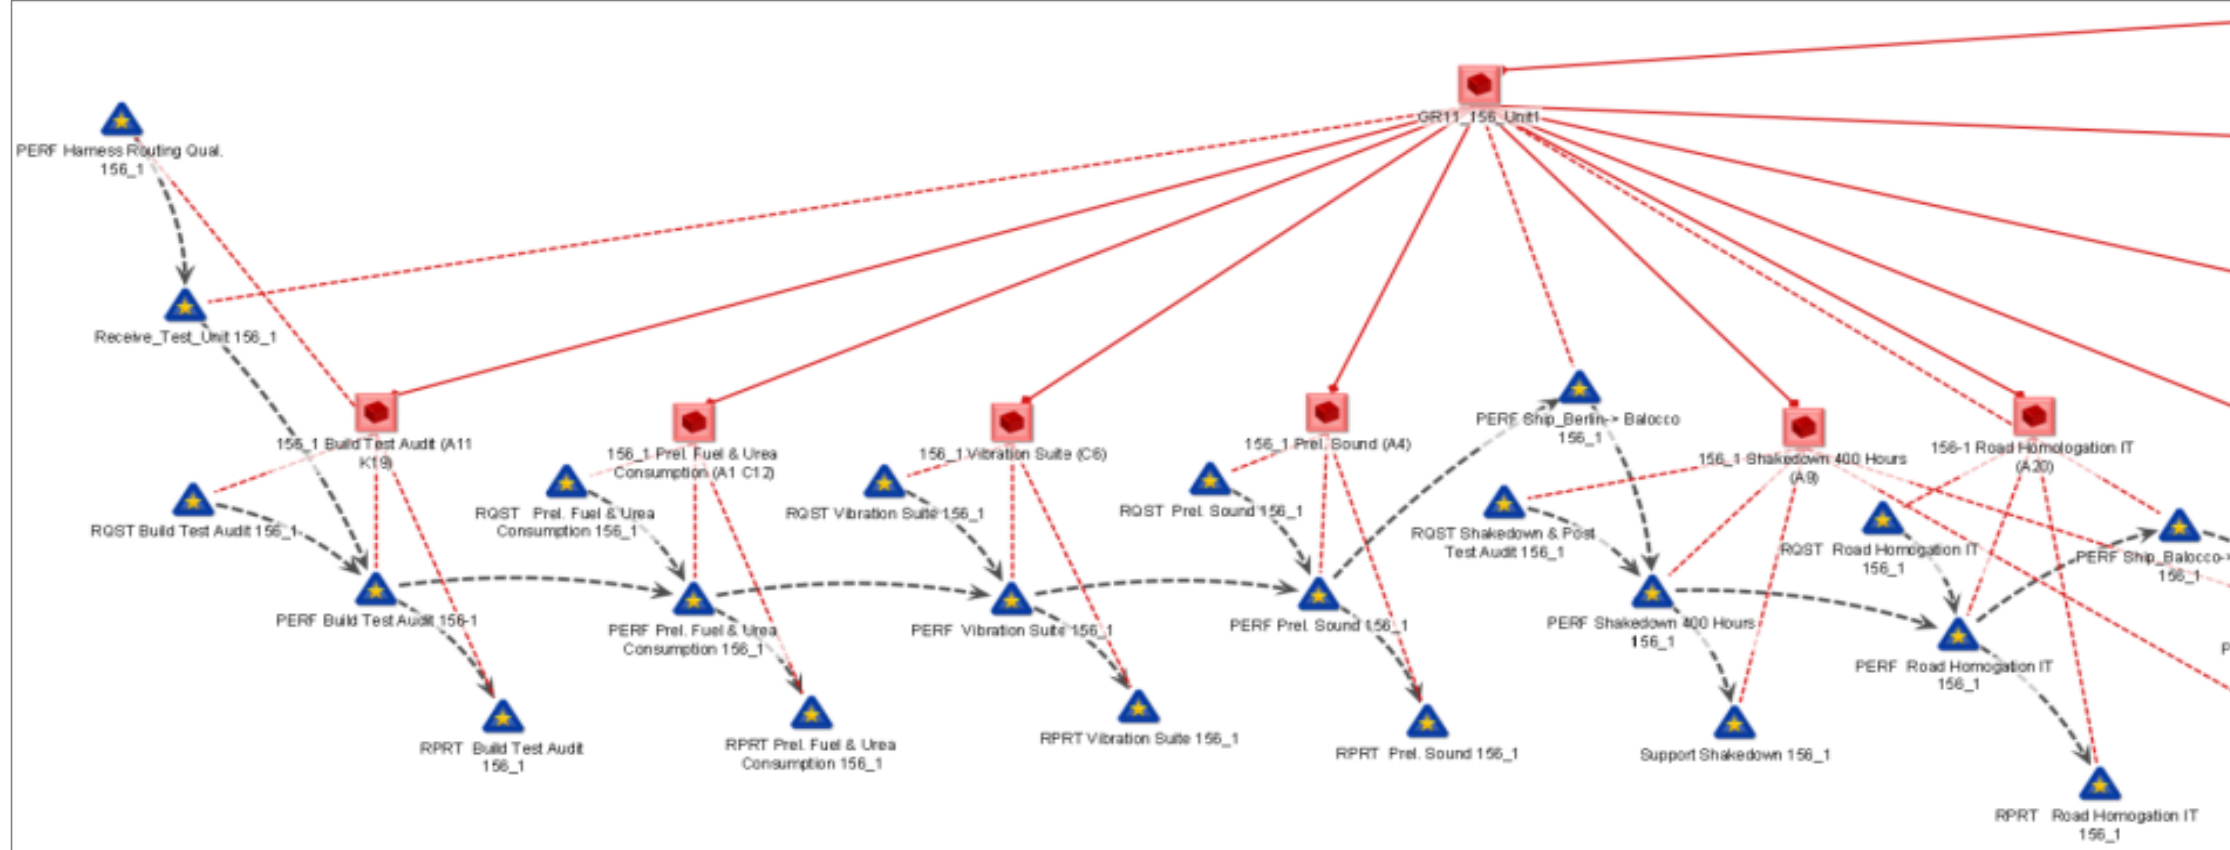 GR11_156_Unit1
PERF Harness Routing Qual.
156_1
Receive_Test_Unit 156_1
156_1 Build Test Audit (A11
K19)
156_1 Prel. Fuel & Urea
Consumption (A1 C12)
156_1 Vibration Suite (C6)
156_1 Prel. Sound (A4)
PERF Ship_Berlin-> Balocco
156_1
156_1 Shakedown 400 Hours
(A9)
156-1 Road Homologation IT
(A20)
RQST Build Test Audit 156_1
RQST Prel. Fuel & Urea
Consumption 156_1
RQST Vibration Suite 156_1
RQST Prel. Sound 156_1
RQST Shakedown & Post
Test Audit 156_1
RQST Road Homogation IT
156_1
PERF Ship_Balocco->
156_1
PERF Build Test Audit 156-1
PERF Prel. Fuel & Urea
Consumption 156_1
PERF Vibration Suite 156_1
PERF Prel. Sound 156_1
PERF Shakedown 400 Hours
156_1
PERF Road Homogation IT
156_1
P
RPRT Build Test Audit
156_1
RPRT Prel. Fuel & Urea
Consumption 156_1
RPRT Vibration Suite 156_1
RPRT Prel. Sound 156_1
Support Shakedown 156_1
RPRT Road Homogation IT
156_1